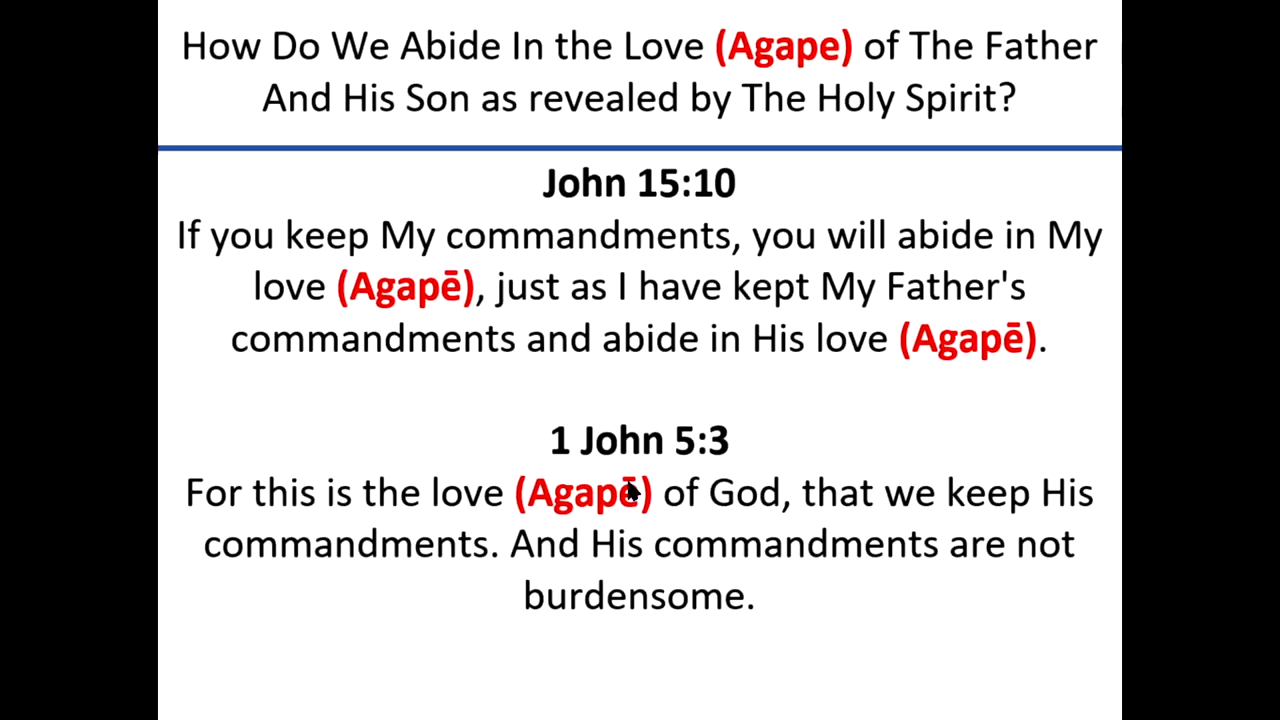 How Do We Abide In the Love (Agape) of The Father
And His Son as revealed by The Holy Spirit?
John 15:10
If you keep My commandments, you will abide in My
love (Agapē), just as I have kept My Father's
commandments and abide in His love (Agapē).
1 John 5:3
For this is the love (Agapē) of God, that we keep His
commandments. And His commandments are not
burdensome.